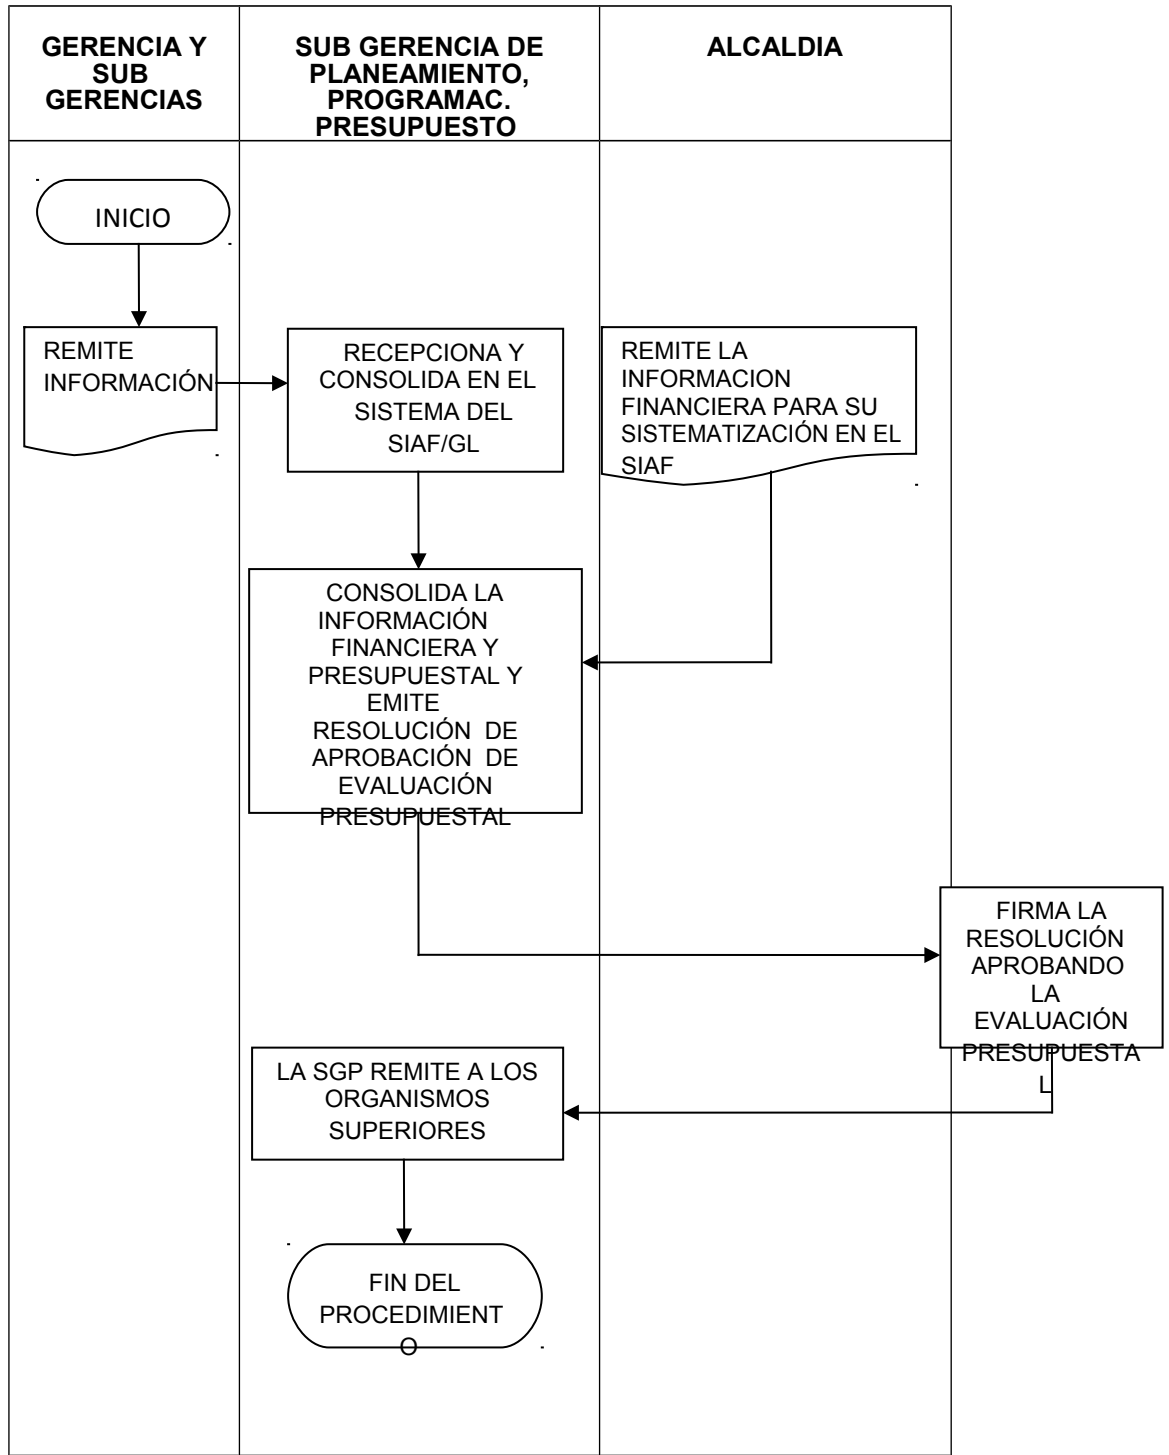 GERENCIA Y
SUB
GERENCIAS
SUB GERENCIA DE
PLANEAMIENTO,
PROGRAMAC.
PRESUPUESTO
ALCALDIA
INICIO
REMITE
INFORMACIÓN
RECEPCIONA Y
CONSOLIDA EN EL
SISTEMA DEL
SIAF/GL
REMITE LA
INFORMACION
FINANCIERA PARA SU
SISTEMATIZACIÓN EN EL
SIAF
CONSOLIDA LA
INFORMACIÓN
FINANCIERA Y
PRESUPUESTAL Y
EMITE
RESOLUCIÓN DE
APROBACIÓN DE
EVALUACIÓN
PRESUPUESTAL
FIRMA LA
RESOLUCIÓN
APROBANDO
LA
EVALUACIÓN
PRESUPUESTA
L
LA SGP REMITE A LOS
ORGANISMOS
SUPERIORES
FIN DEL
PROCEDIMIENT
O